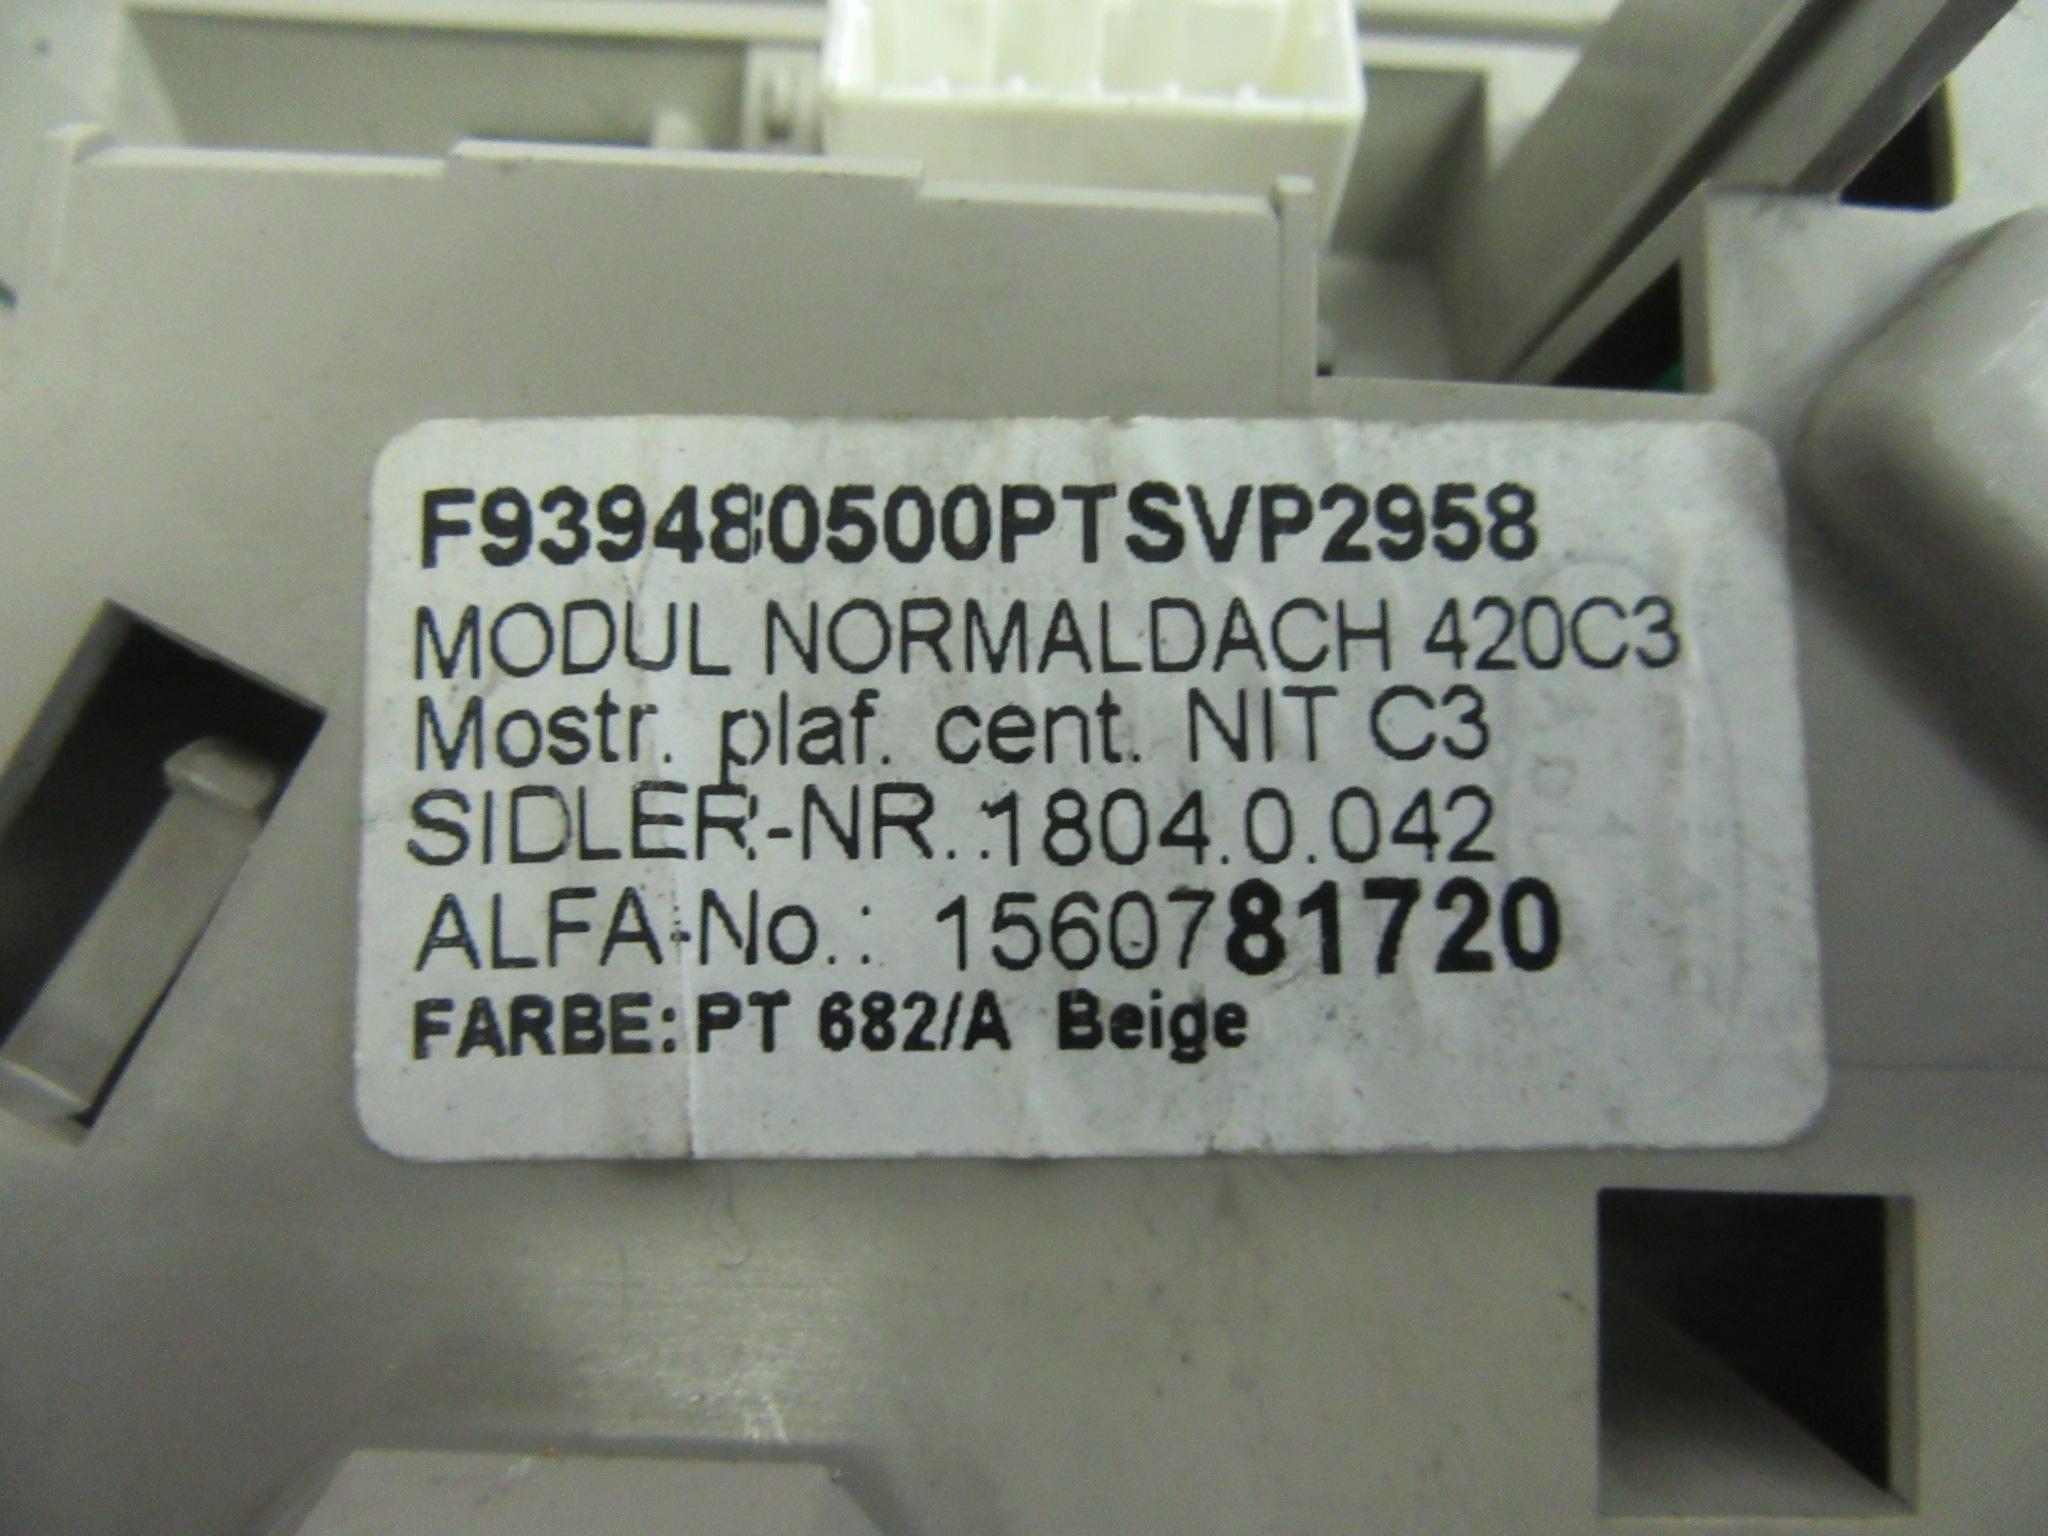 F939480500PTSVP2958
MODUL NORMALDACH 420C3
Mostr. plaf. cent. NIT C3
SIDLER-NR.:1804.0.042
ALFA-No.: 1560781720
FARBE: PT 682/A Beige